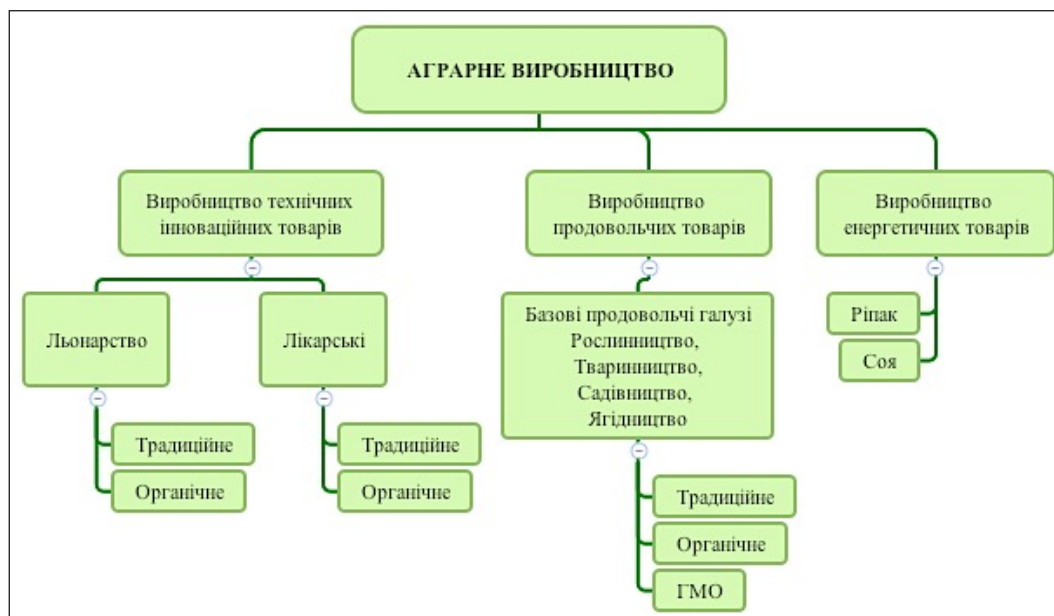 АГРАРНЕ ВИРОБНИЦТВО
Виробництво технічних
інноваційних товарів
Виробництво
продовольчих товарів
Виробництво
енергетичних товарів
Льонарство
Лікарські
Базові продовольчі галузі
Рослинництво,
Тваринництво,
Садівництво,
Ягідництво
Ріпак
Соя
Традиційне
Органічне
Традиційне
Органічне
Традиційне
Органічне
ГМО